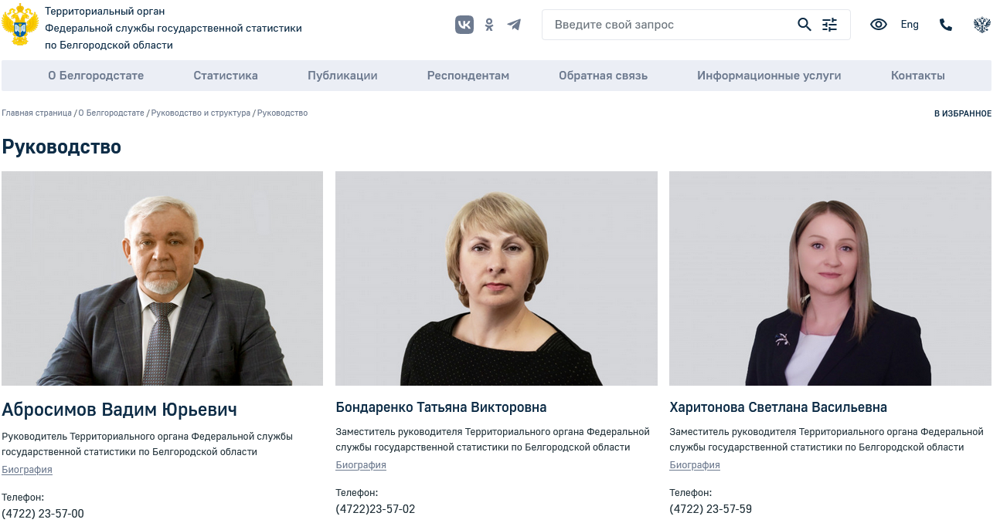 Территориальный орган
Федеральной службы государственной статистики
по Белгородской области
Введите свой запрос
Eng
О Белгородстате
Статистика
Публикации
Респондентам
Обратная связь
Информационные услуги
Контакты
Главная страница / О Белгородстате / Руководство и структура / Руководство
В ИЗБРАННОЕ
Руководство
Абросимов Вадим Юрьевич
Руководитель Территориального органа Федеральной службы
государственной статистики по Белгородской области
Биография
Телефон:
(4722) 23-57-00
Бондаренко Татьяна Викторовна
Заместитель руководителя Территориального органа Федеральной
службы государственной статистики по Белгородской области
Биография
Телефон:
(4722)23-57-02
Харитонова Светлана Васильевна
Заместитель руководителя Территориального органа Федеральной
службы государственной статистики по Белгородской области
Биография
Телефон:
(4722) 23-57-59